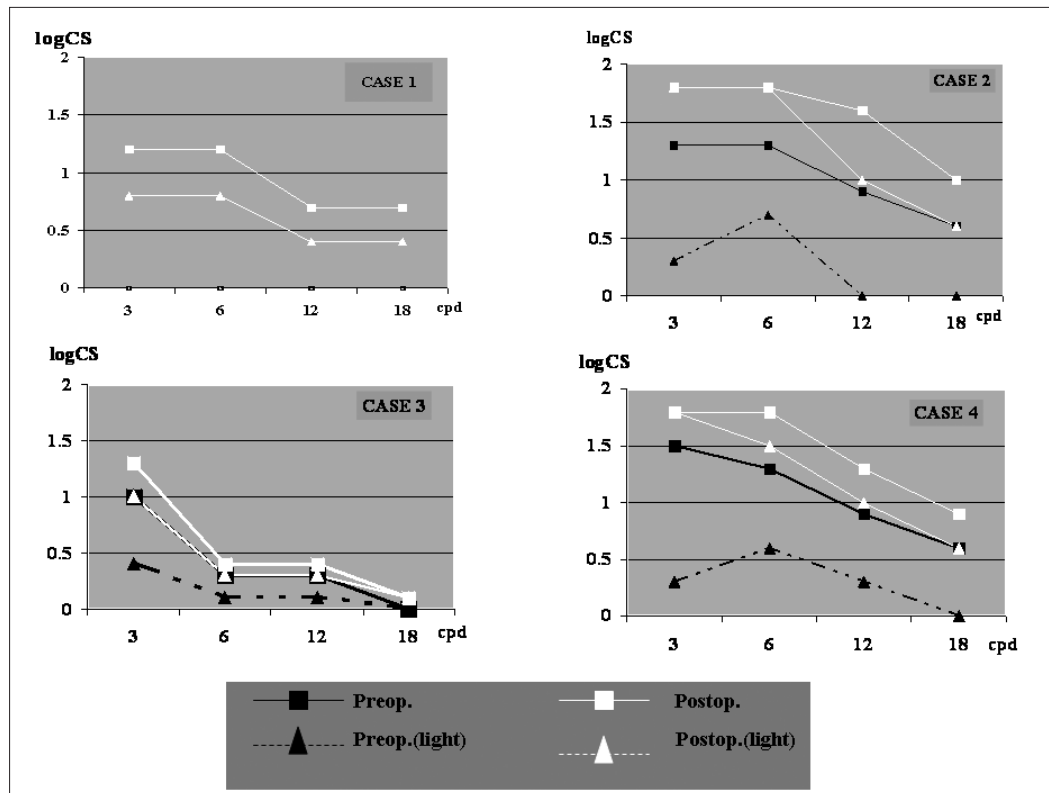 logCS
2
CASE 1
1.5
1
0.5
0
3 6 12 18 cpd
logCS
2
CASE 2
1.5
1
0.5
0
3 6 12 18 cpd
logCS
2
CASE 3
1.5
1
0.5
0
3 6 12 18 cpd
logCS
2
CASE 4
1.5
1
0.5
0
3 6 12 18 cpd
Preop. Postop.
Preop.(light) Postop.(light)